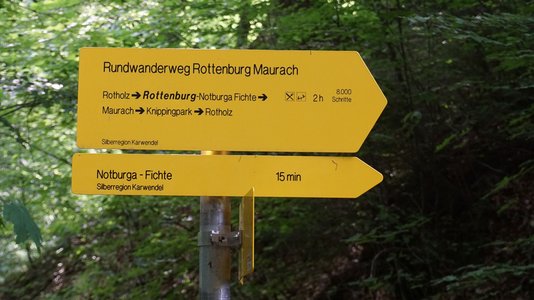 Rundwanderweg Rottenburg Maurach
Rotholz ➔ Rottenburg-Notburga Fichte ➔ 2 h 8.000 Schritte
Maurach ➔ Knippingpark ➔ Rotholz
Silberregion Karwendel
Notburga - Fichte 15 min
Silberregion Karwendel